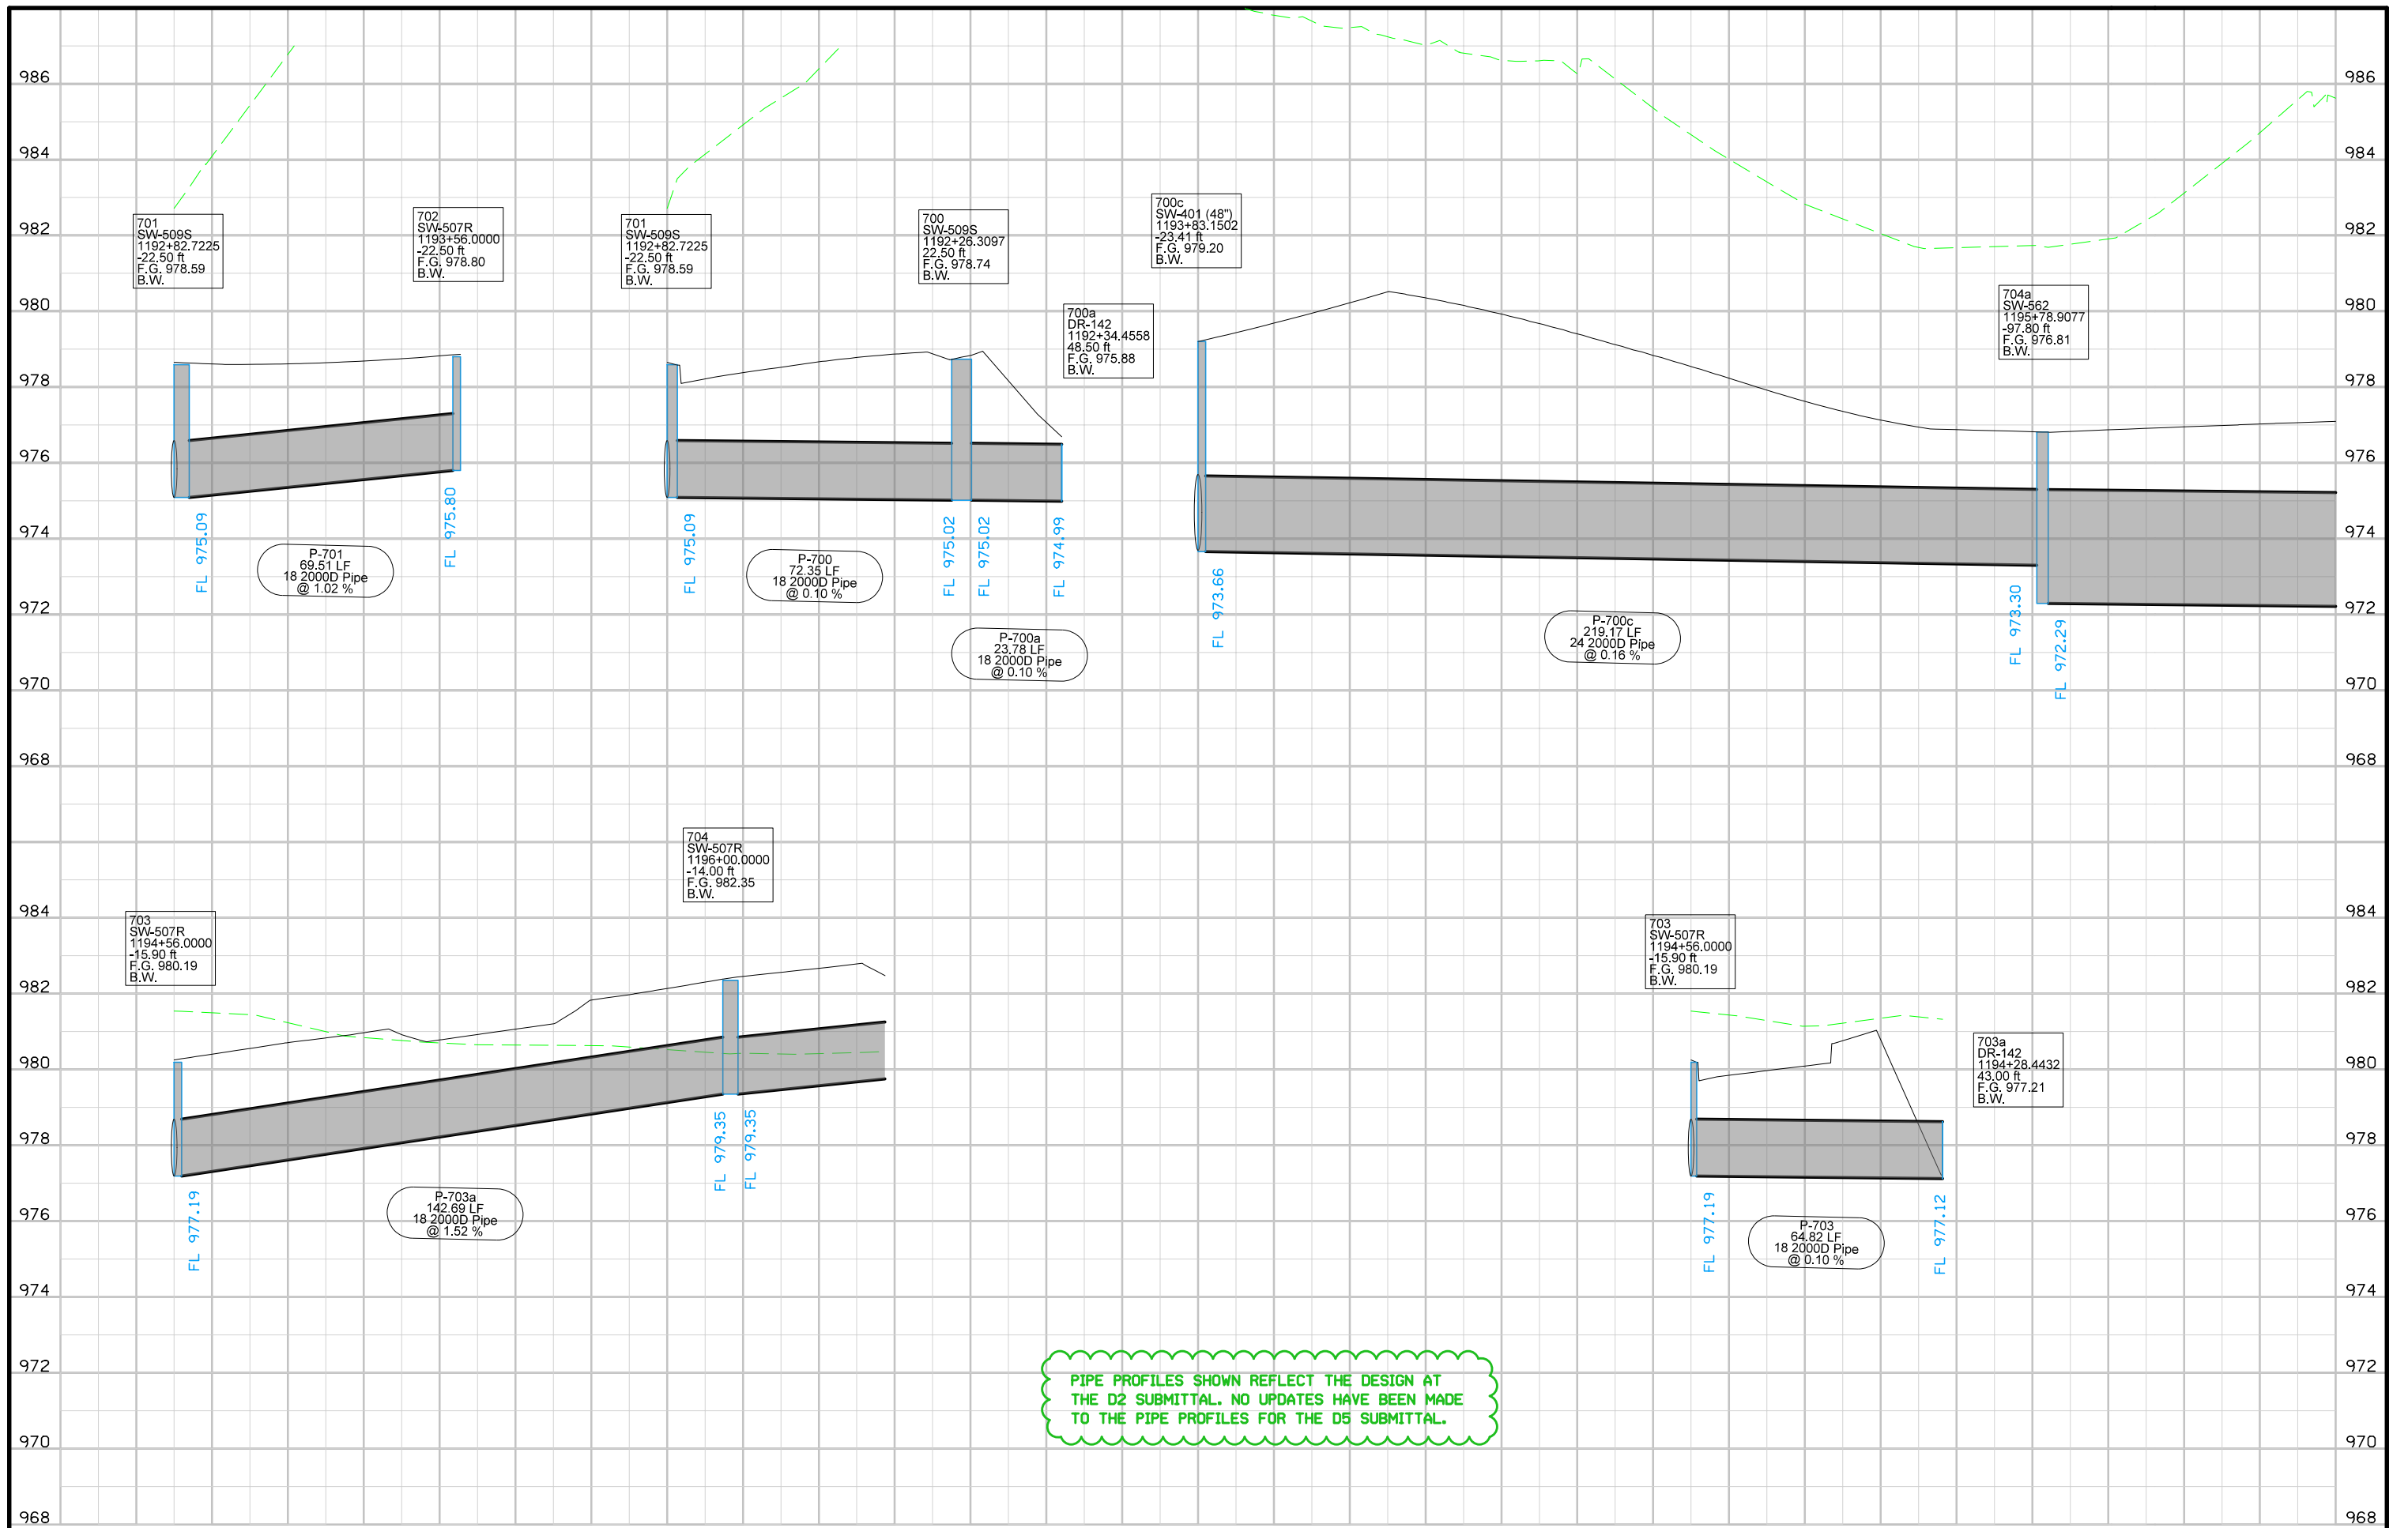 986
986
984
984
982
982
980
980
978
978
976
976
974
974
972
972
970
970
968
968
701
SW-509S
1192+82.7225
-22.50 ft
F.G. 978.59
B.W.
702
SW-507R
1193+56.0000
-22.50 ft
F.G. 978.80
B.W.
701
SW-509S
1192+82.7225
-22.50 ft
F.G. 978.59
B.W.
700
SW-509S
1192+26.3097
22.50 ft
F.G. 978.74
B.W.
700a
DR-142
1192+34.4558
48.50 ft
F.G. 975.88
B.W.
700c
SW-401 (48")
1193+83.1502
-23.41 ft
F.G. 979.20
B.W.
704a
SW-562
1195+78.9077
-97.80 ft
F.G. 976.81
B.W.
FL 975.09
FL 975.80
FL 975.09
FL 975.02
FL 975.02
FL 974.99
FL 973.66
FL 973.30
FL 972.29
P-701
69.51 LF
18 2000D Pipe
@ 1.02 %
P-700
72.35 LF
18 2000D Pipe
@ 0.10 %
P-700a
23.78 LF
18 2000D Pipe
@ 0.10 %
P-700c
219.17 LF
24 2000D Pipe
@ 0.16 %
984
984
982
982
980
980
978
978
976
976
974
974
972
972
970
970
968
968
703
SW-507R
1194+56.0000
-15.90 ft
F.G. 980.19
B.W.
704
SW-507R
1196+00.0000
-14.00 ft
F.G. 982.35
B.W.
703
SW-507R
1194+56.0000
-15.90 ft
F.G. 980.19
B.W.
703a
DR-142
1194+28.4432
43.00 ft
F.G. 977.21
B.W.
FL 977.19
FL 979.35
FL 979.35
FL 977.19
FL 977.12
P-703a
142.69 LF
18 2000D Pipe
@ 1.52 %
P-703
64.82 LF
18 2000D Pipe
@ 0.10 %
PIPE PROFILES SHOWN REFLECT THE DESIGN AT
THE D2 SUBMITTAL. NO UPDATES HAVE BEEN MADE
TO THE PIPE PROFILES FOR THE D5 SUBMITTAL.